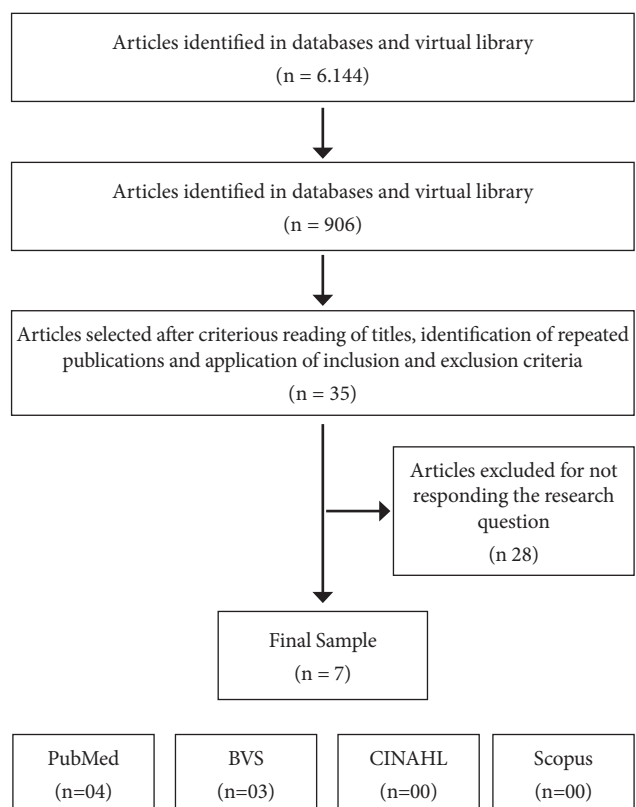 Articles identified in databases and virtual library
(n = 6.144)
Articles identified in databases and virtual library
(n = 906)
Articles selected after criterious reading of titles, identification of repeated
publications and application of inclusion and exclusion criteria
(n = 35)
Articles excluded for not
responding the research
question
(n 28)
Final Sample
(n = 7)
PubMed
(n=04)
BVS
(n=03)
CINAHL
(n=00)
Scopus
(n=00)